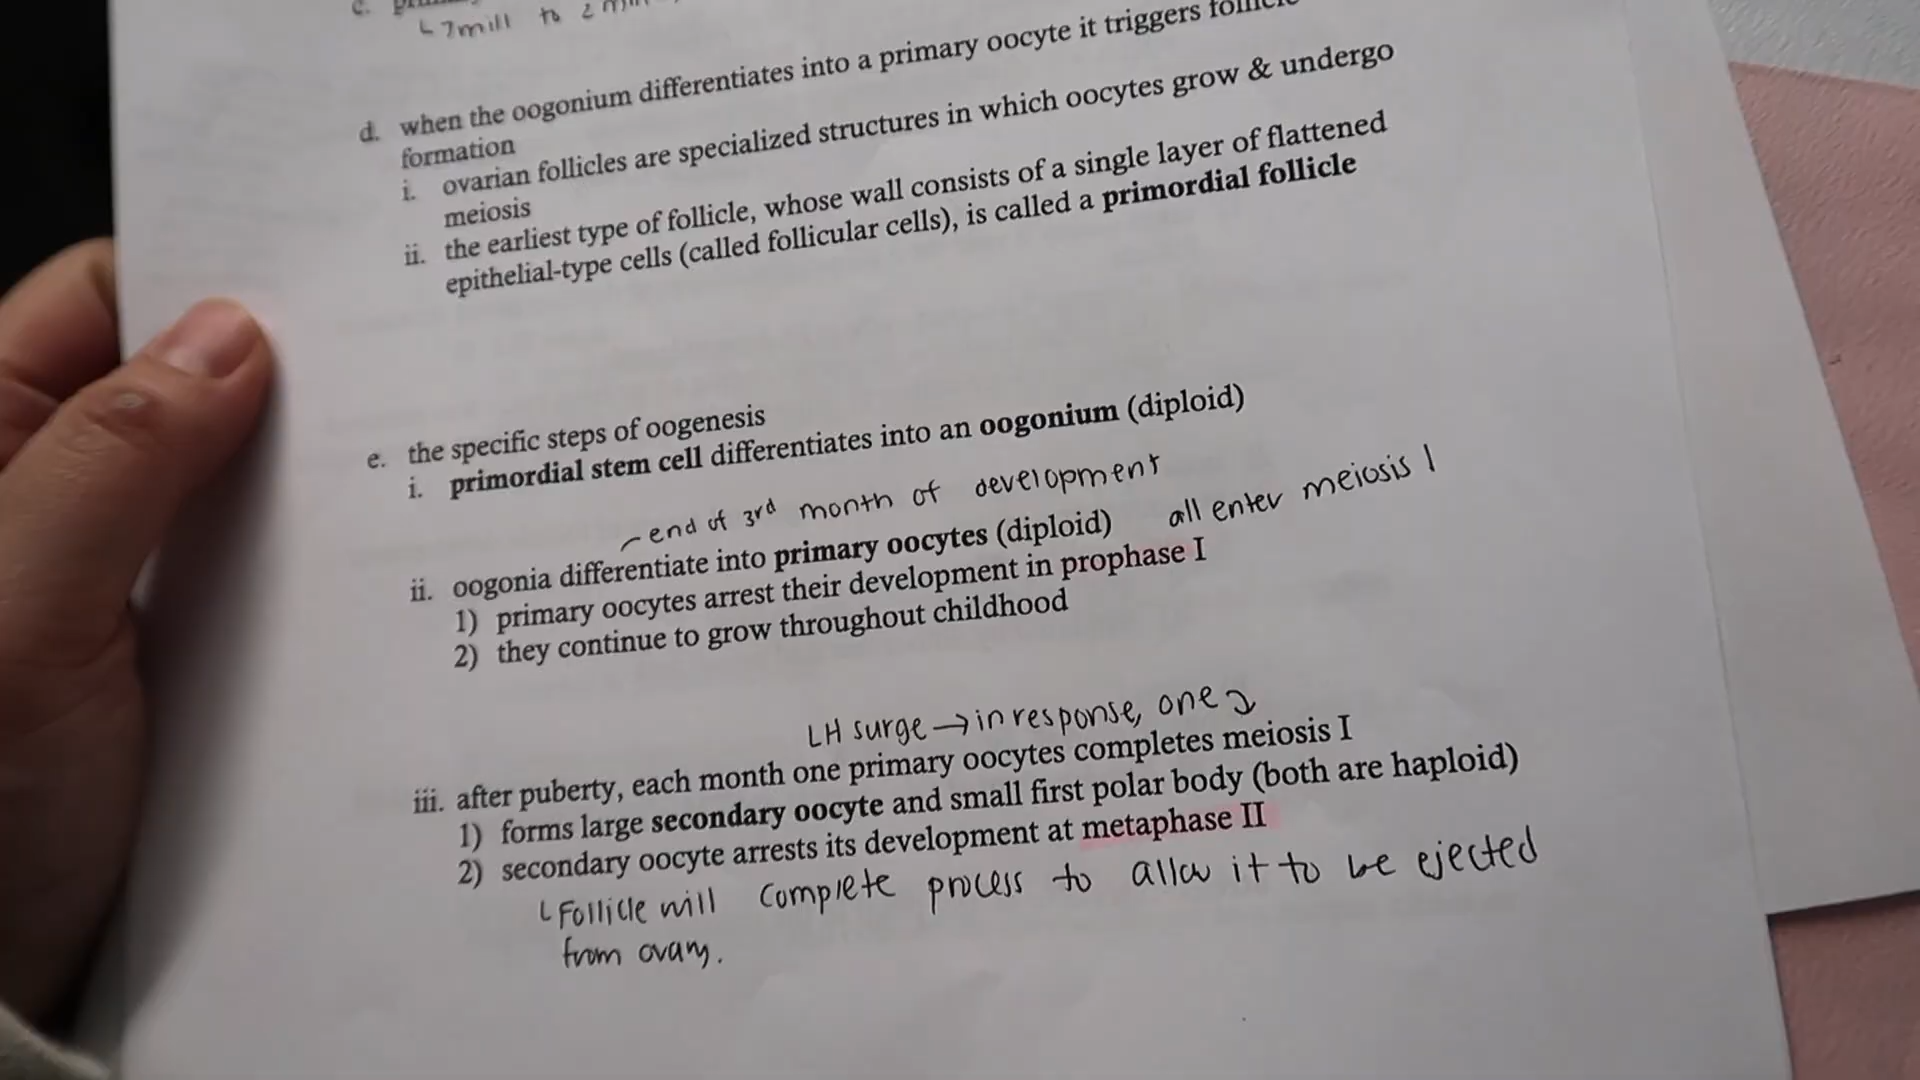 c.
↳ 7mill to 2
d. when the oogonium differentiates into a primary oocyte it triggers
formation
i. ovarian follicles are specialized structures in which oocytes grow & undergo
meiosis
ii. the earliest type of follicle, whose wall consists of a single layer of flattened
epithelial-type cells (called follicular cells), is called a primordial follicle
e. the specific steps of oogenesis
i. primordial stem cell differentiates into an oogonium (diploid)
end of 3rd month of development
all enter meiosis I
ii. oogonia differentiate into primary oocytes (diploid)
1) primary oocytes arrest their development in prophase I
2) they continue to grow throughout childhood
LH surge → in response, one ↴
iii. after puberty, each month one primary oocytes completes meiosis I
1) forms large secondary oocyte and small first polar body (both are haploid)
2) secondary oocyte arrests its development at metaphase II
↳ Follicle will complete process to allow it to be ejected
from ovary.